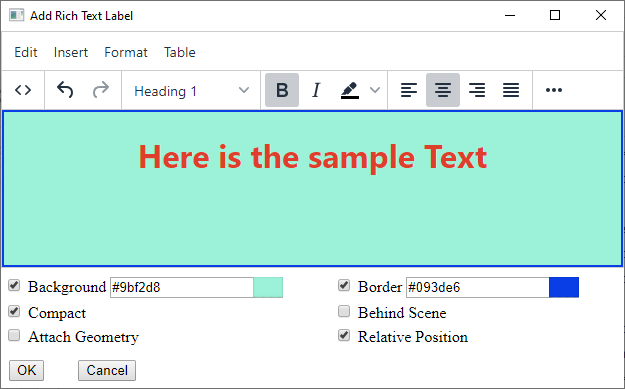 Add Rich Text Label
Edit Insert Format Table
Heading 1 B I
Here is the sample Text
Background #9bf2d8 Border #093de6
Compact Behind Scene
Attach Geometry Relative Position
OK Cancel